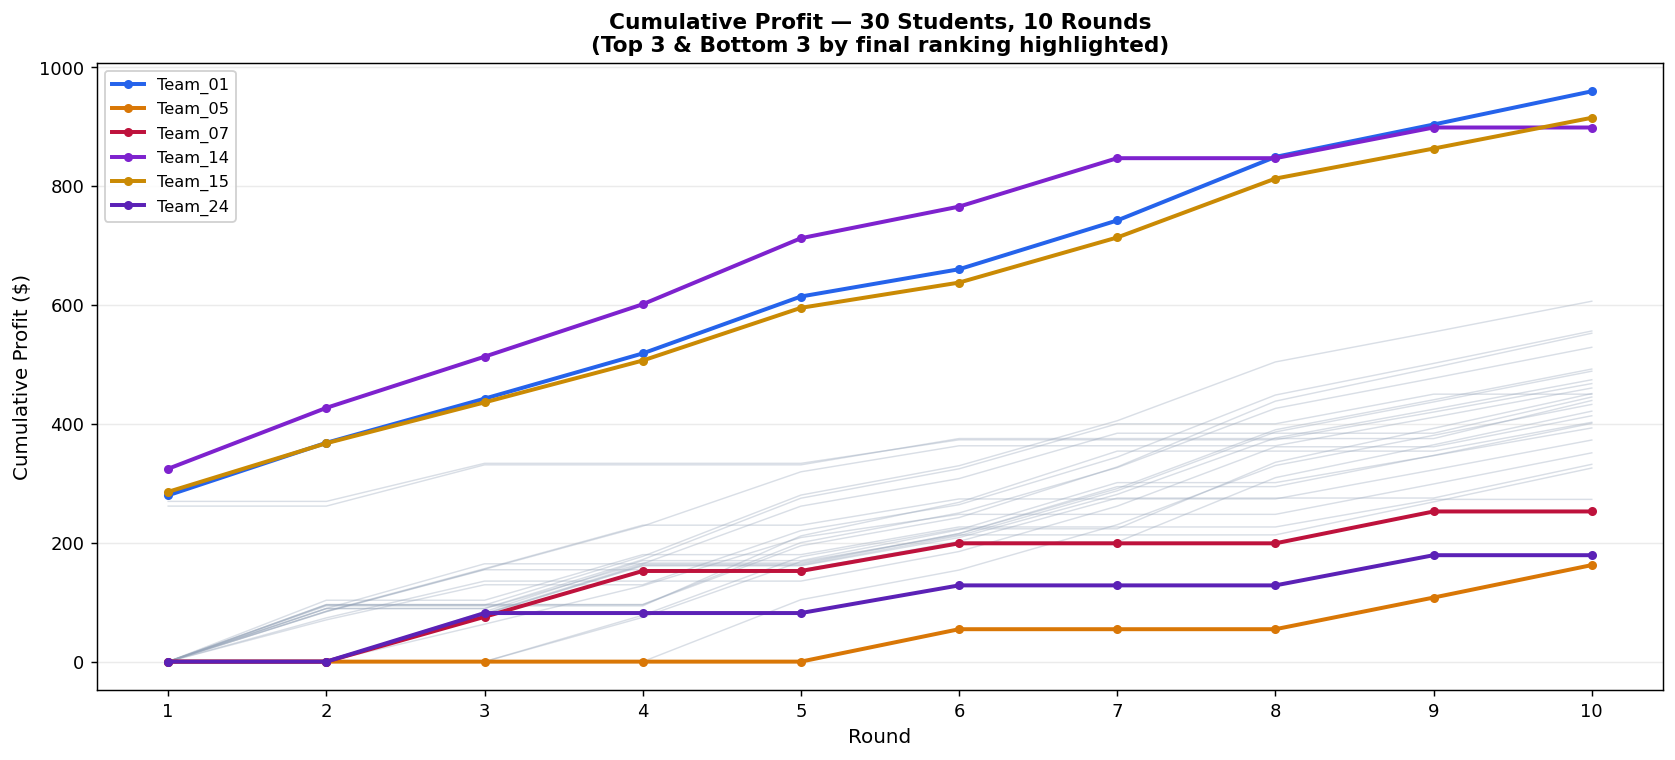 Cumulative Profit — 30 Students, 10 Rounds
(Top 3 & Bottom 3 by final ranking highlighted)
Team_01
Team_05
Team_07
Team_14
Team_15
Team_24
Cumulative Profit ($)
1000
800
600
400
200
0
1 2 3 4 5 6 7 8 9 10
Round